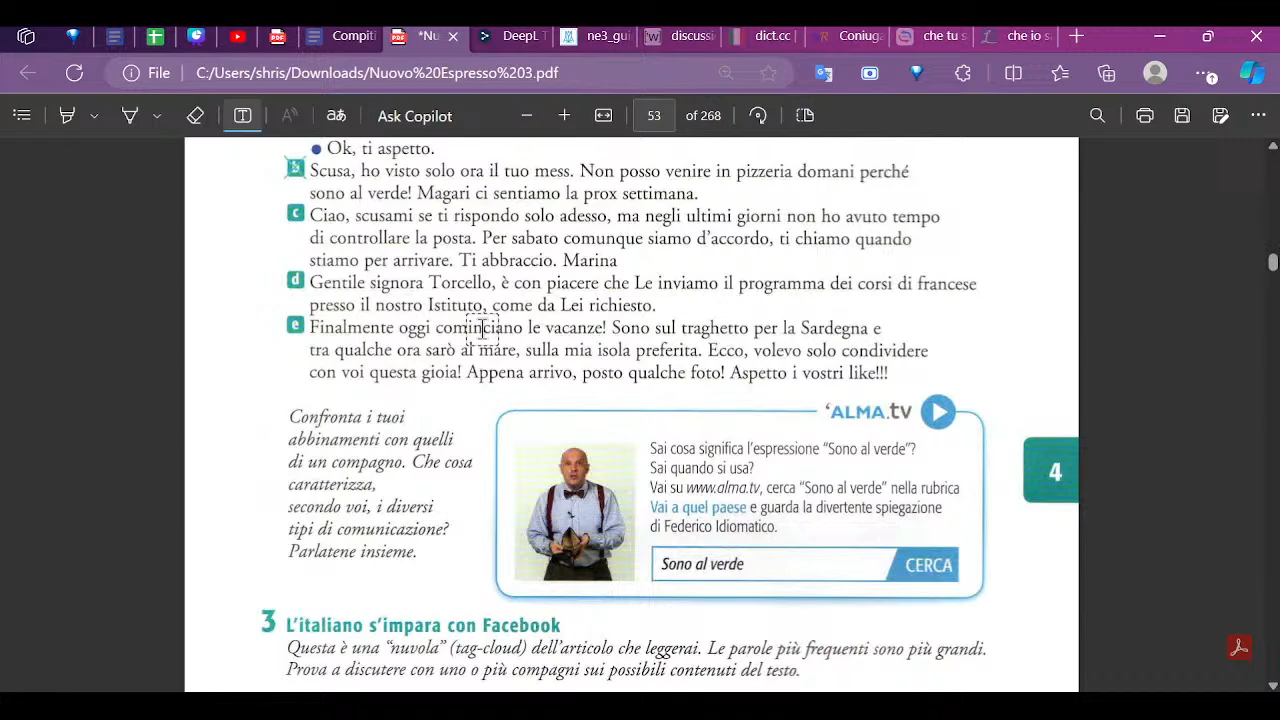 Compiti
*Nu
DeepL T
ne3_gui
discussi
dict.cc |
Coniuga
che tu s
che io s
File
C:/Users/shris/Downloads/Nuovo%20Espresso%203.pdf
Ask Copilot
53
of 268
Ok, ti aspetto.
b Scusa, ho visto solo ora il tuo mess. Non posso venire in pizzeria domani perché
sono al verde! Magari ci sentiamo la prox settimana.
c Ciao, scusami se ti rispondo solo adesso, ma negli ultimi giorni non ho avuto tempo
di controllare la posta. Per sabato comunque siamo d'accordo, ti chiamo quando
stiamo per arrivare. Ti abbraccio. Marina
d Gentile signora Torcello, è con piacere che Le inviamo il programma dei corsi di francese
presso il nostro Istituto, come da Lei richiesto.
e Finalmente oggi cominciano le vacanze! Sono sul traghetto per la Sardegna e
tra qualche ora sarò al mare, sulla mia isola preferita. Ecco, volevo solo condividere
con voi questa gioia! Appena arrivo, posto qualche foto! Aspetto i vostri like!!!
Confronta i tuoi
abbinamenti con quelli
di un compagno. Che cosa
caratterizza,
secondo voi, i diversi
tipi di comunicazione?
Parlatene insieme.
'ALMA.tv
Sai cosa significa l'espressione "Sono al verde"?
Sai quando si usa?
Vai su www.alma.tv, cerca "Sono al verde" nella rubrica
Vai a quel paese e guarda la divertente spiegazione
di Federico Idiomatico.
Sono al verde
CERCA
4
3 L'italiano s'impara con Facebook
Questa è una "nuvola" (tag-cloud) dell'articolo che leggerai. Le parole più frequenti sono più grandi.
Prova a discutere con uno o più compagni sui possibili contenuti del testo.